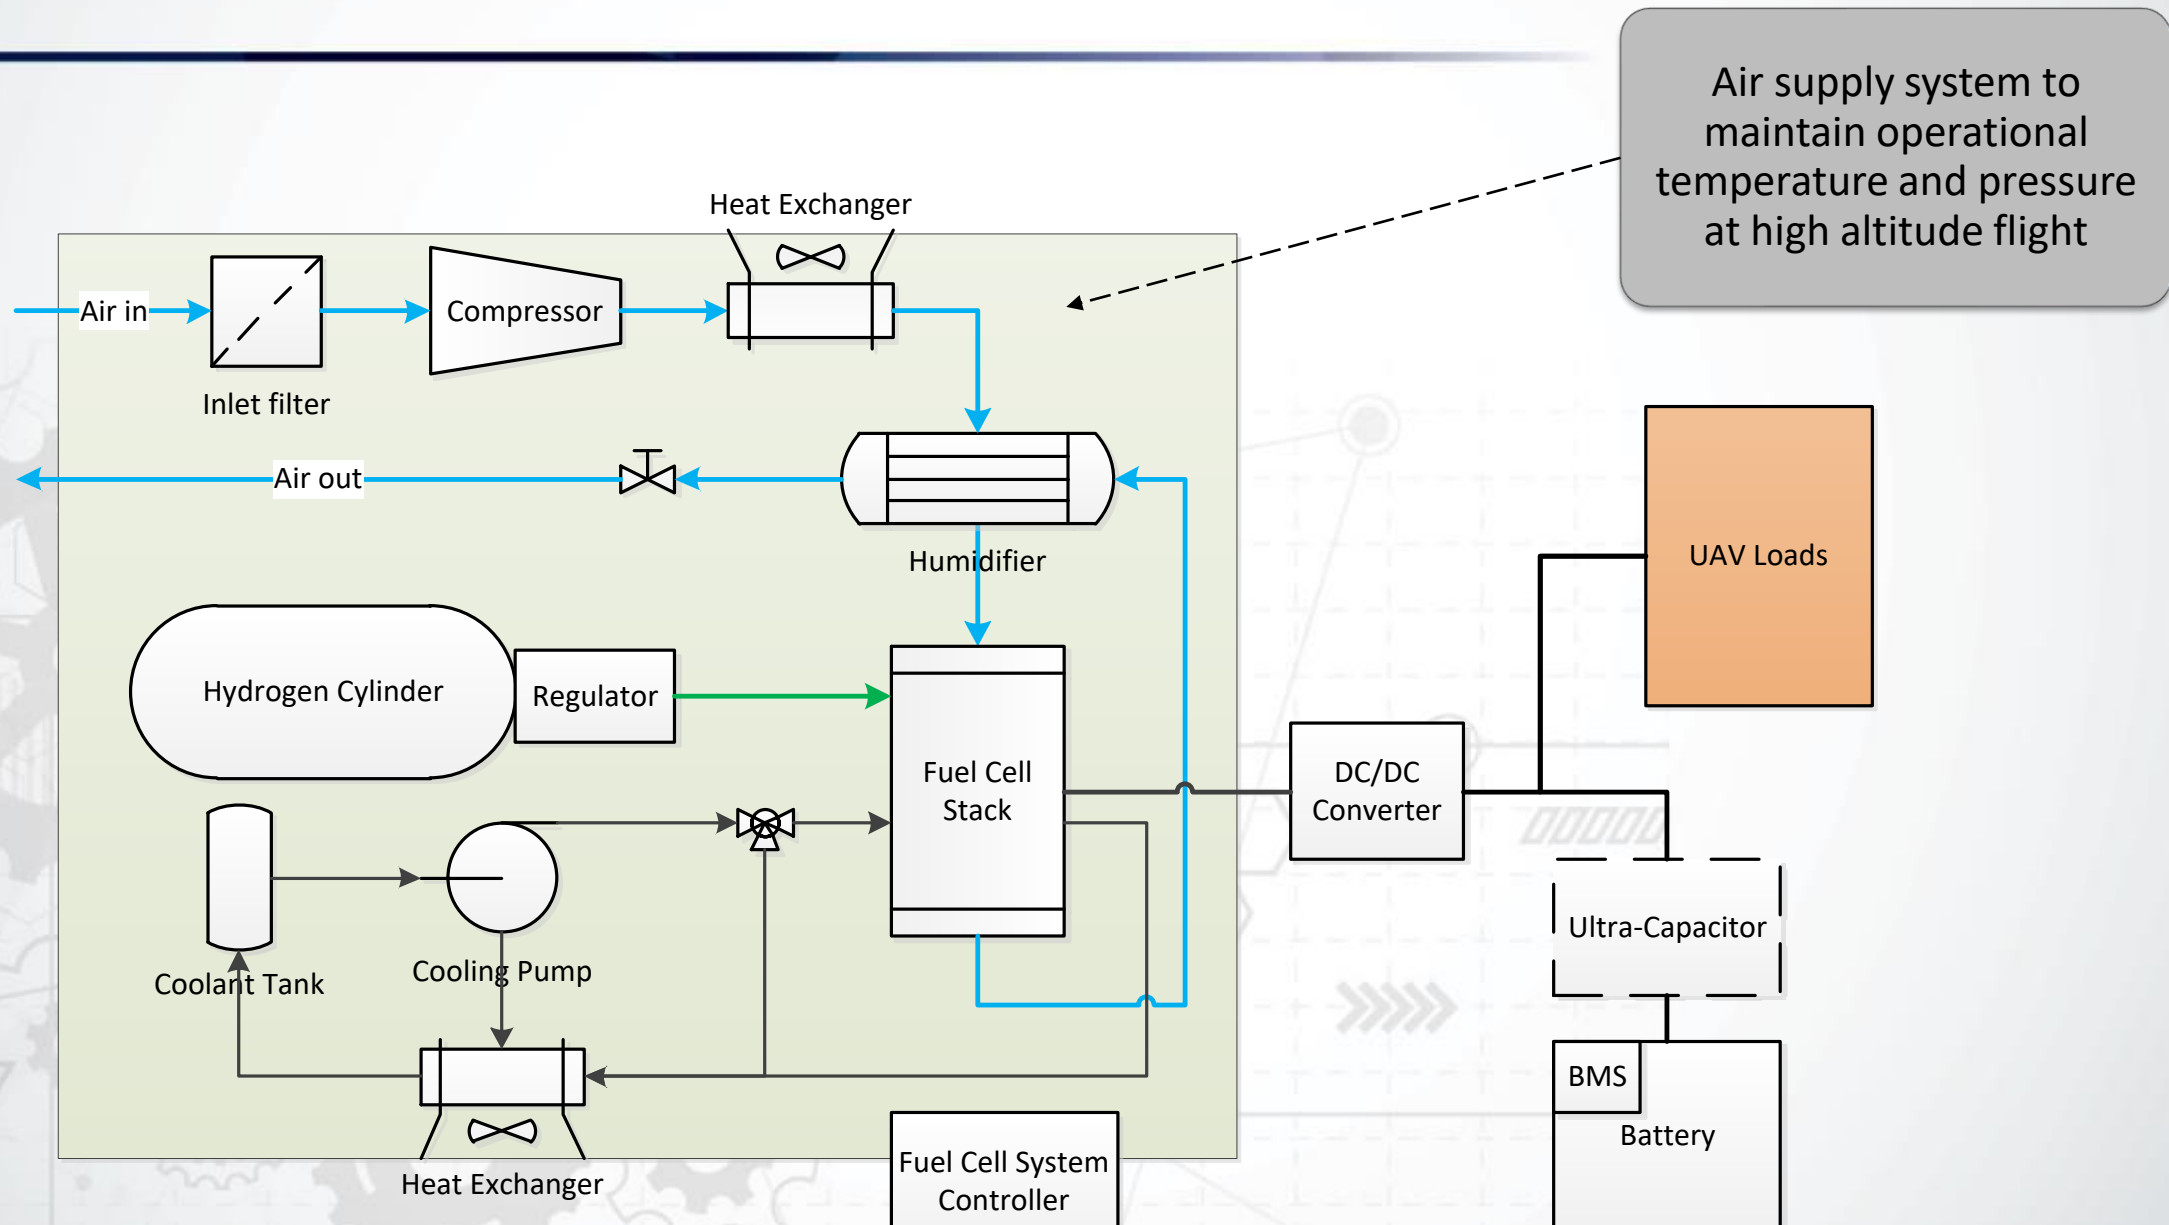 Air supply system to
maintain operational
temperature and pressure
at high altitude flight
Heat Exchanger
Air in
Compressor
Inlet filter
Air out
Humidifier
UAV Loads
Hydrogen Cylinder
Regulator
Fuel Cell
Stack
DC/DC
Converter
Ultra-Capacitor
Coolant Tank
Cooling Pump
BMS
Battery
Heat Exchanger
Fuel Cell System
Controller